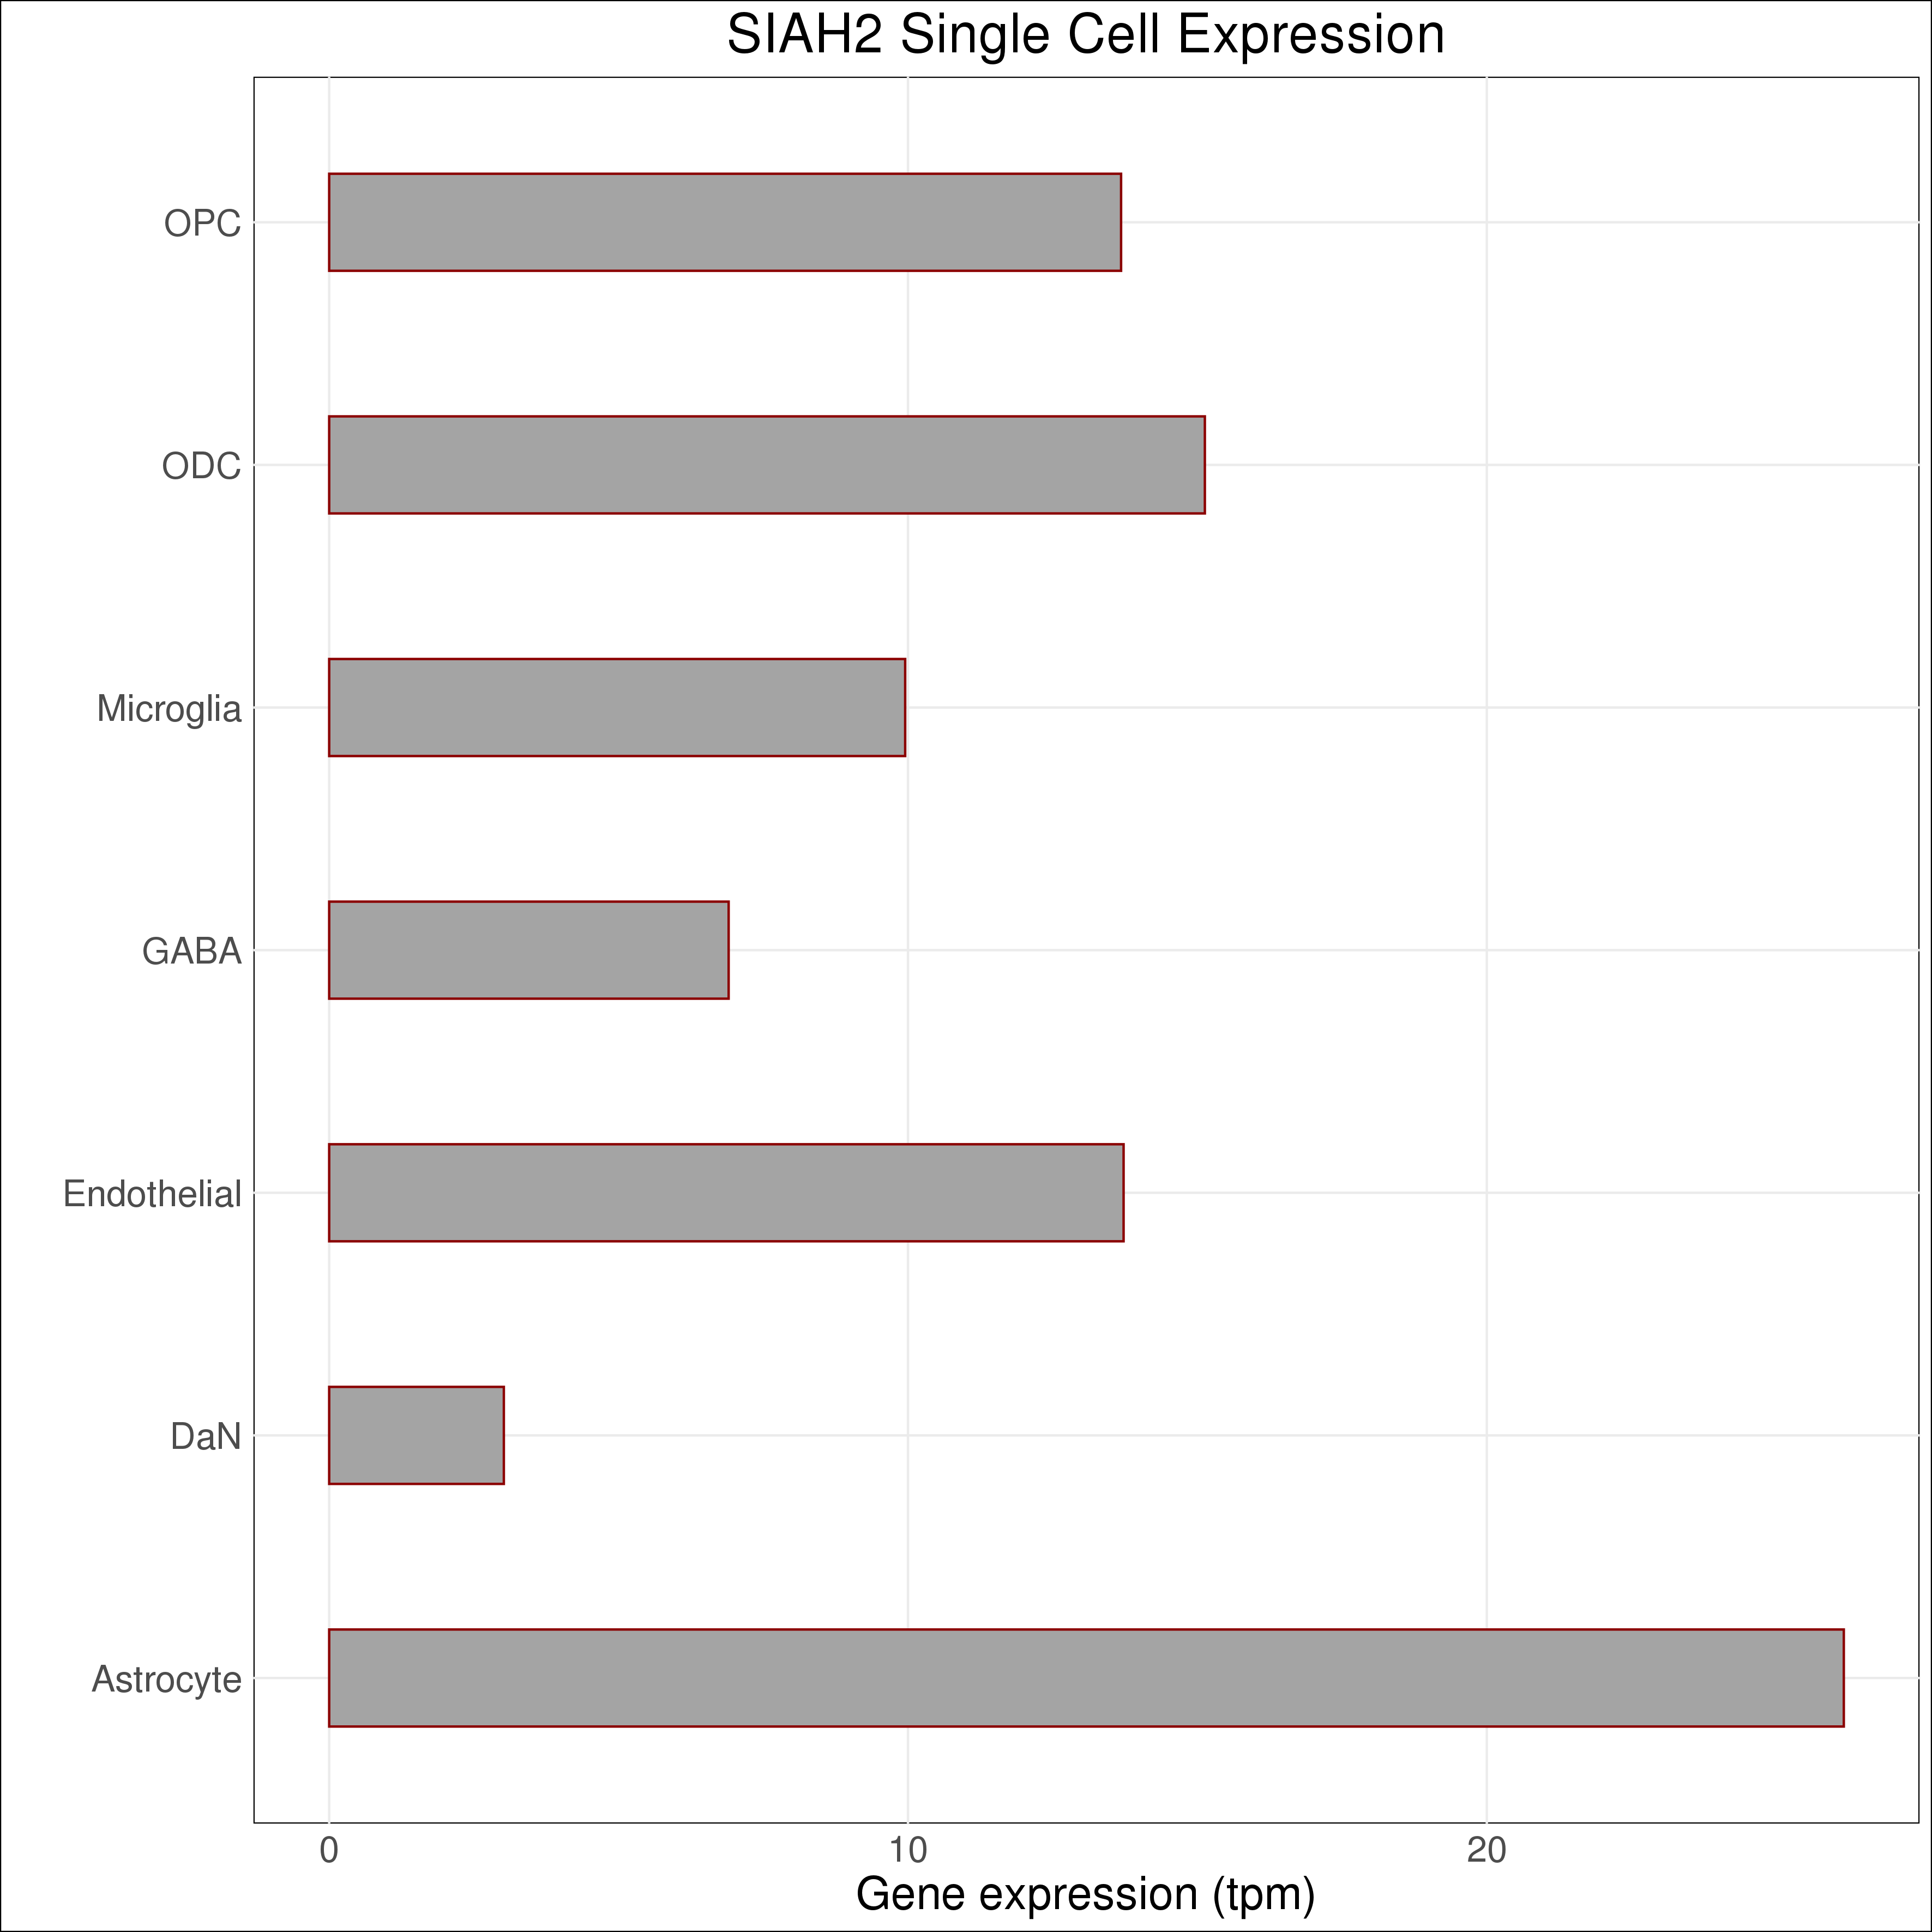 SIAH2 Single Cell Expression
OPC
ODC
Microglia
GABA
Endothelial
DaN
Astrocyte
0 10 20
Gene expression (tpm)